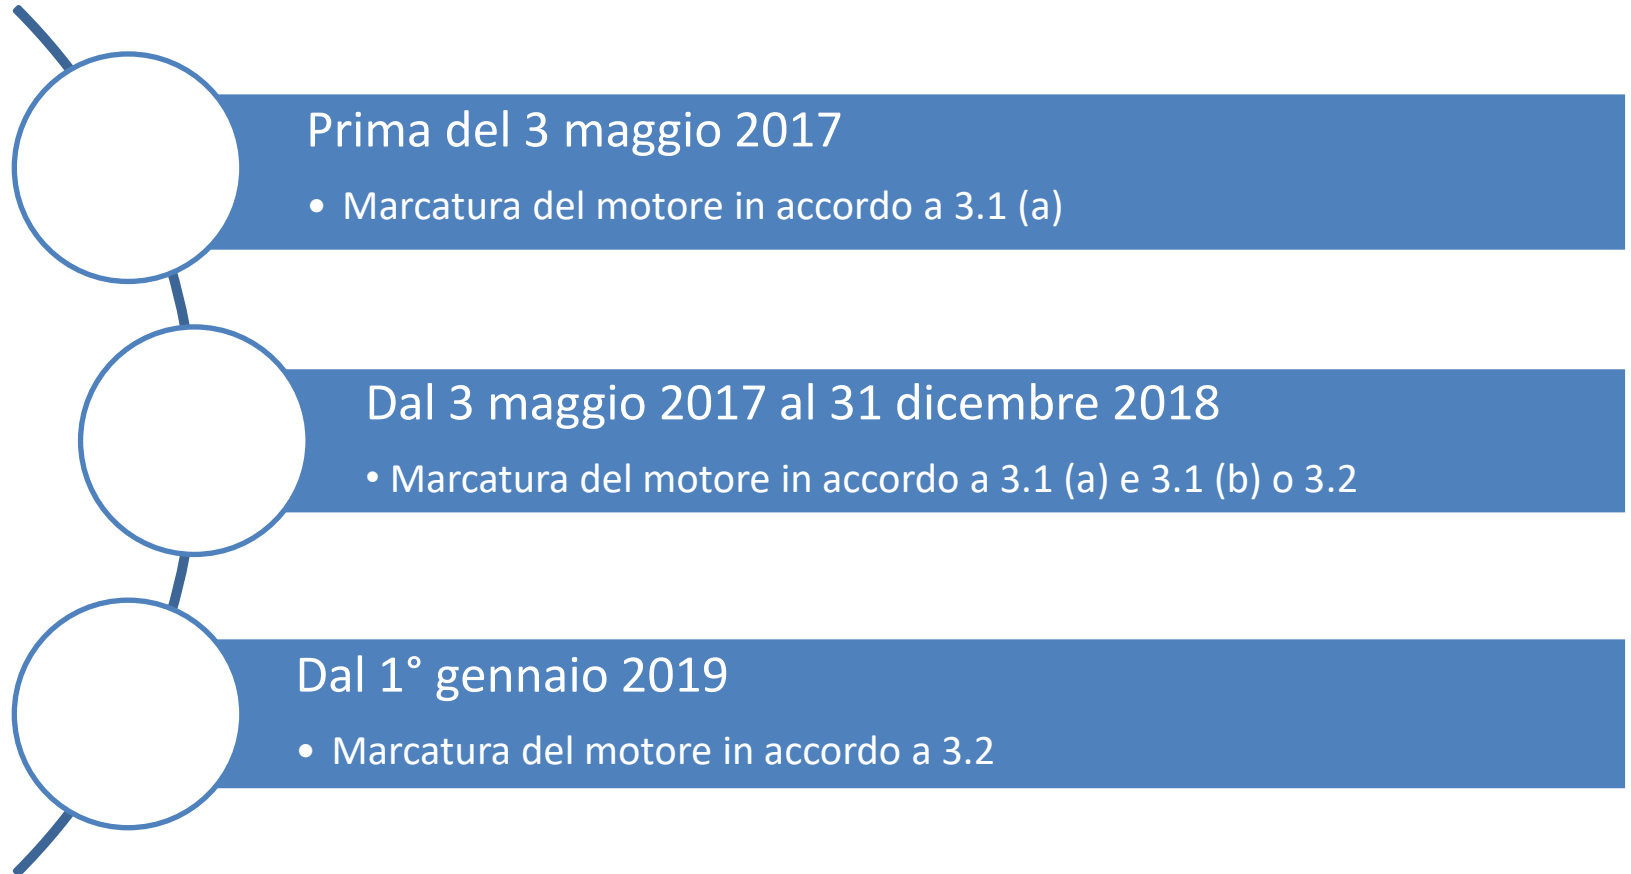 Prima del 3 maggio 2017
• Marcatura del motore in accordo a 3.1 (a)
Dal 3 maggio 2017 al 31 dicembre 2018
• Marcatura del motore in accordo a 3.1 (a) e 3.1 (b) o 3.2
Dal 1° gennaio 2019
• Marcatura del motore in accordo a 3.2